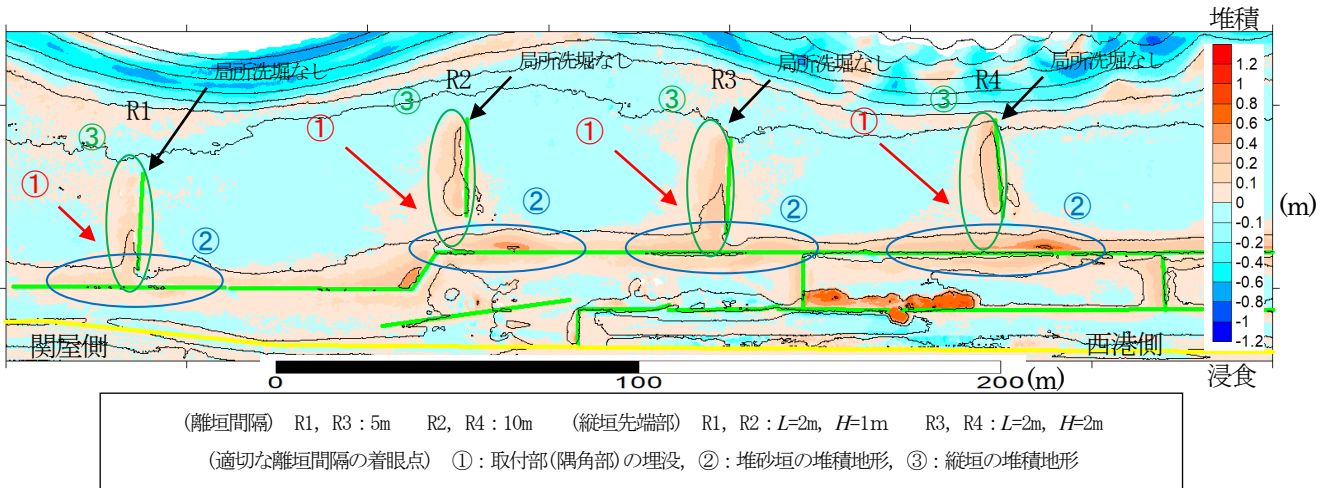 堆積
局所洗堀なし 局所洗堀なし 局所洗堀なし 局所洗堀なし
R1 R2 R3 R4
③ ③ ③ ③
① ① ① ①
② ② ② ②
1.2
1
0.8
0.6
0.4
0.2
0.1
0
-0.1
-0.2
-0.4
-0.6
-0.8
-1
-1.2
(m)
関屋側 西港側
浸食
0 100 200 (m)
(離垣間隔) R1, R3：5m R2, R4：10m (縦垣先端部) R1, R2：L=2m, H=1m R3, R4：L=2m, H=2m
(適切な離垣間隔の着眼点) ①：取付部(隅角部)の埋没, ②：堆砂垣の堆積地形, ③：縦垣の堆積地形